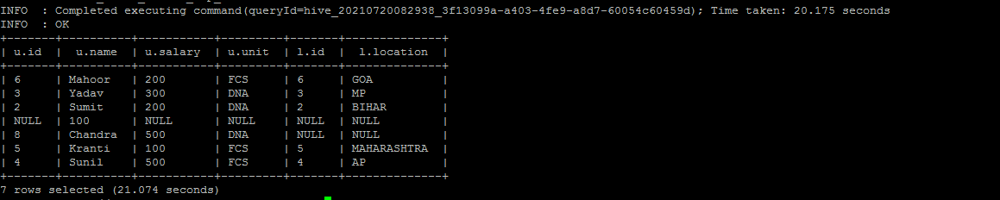 INFO  : Completed executing command(queryId=hive_20210720082938_3f13099a-a403-4fe9-a8d7-60054c60459d); Time taken: 20.175 seconds
INFO  : OK
+-------+----------+-----------+---------+-------+--------------+
| u.id  |  u.name  | u.salary  | u.unit  | l.id  |  l.location  |
+-------+----------+-----------+---------+-------+--------------+
| 6     | Mahoor   | 200       | FCS     | 6     | GOA          |
| 3     | Yadav    | 300       | DNA     | 3     | MP           |
| 2     | Sumit    | 200       | DNA     | 2     | BIHAR        |
| NULL  | 100      | NULL      | NULL    | NULL  | NULL         |
| 8     | Chandra  | 500       | DNA     | NULL  | NULL         |
| 5     | Kranti   | 100       | FCS     | 5     | MAHARASHTRA  |
| 4     | Sunil    | 500       | FCS     | 4     | AP           |
+-------+----------+-----------+---------+-------+--------------+
7 rows selected (21.074 seconds)